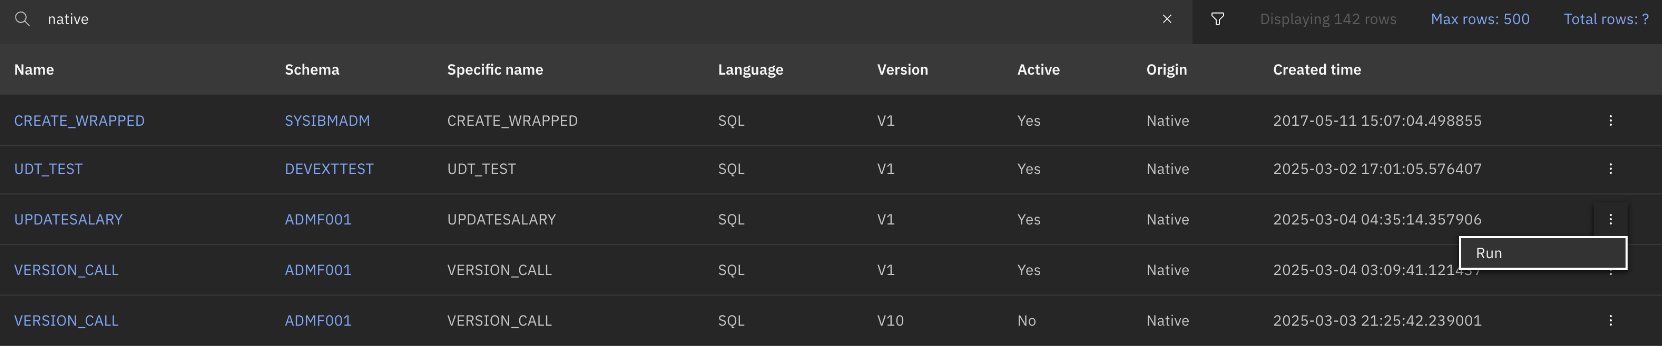 native Displaying 142 rows Max rows: 500 Total rows: ?
Name Schema Specific name Language Version Active Origin Created time
CREATE_WRAPPED SYSIBMADM CREATE_WRAPPED SQL V1 Yes Native 2017-05-11 15:07:04.498855
UDT_TEST DEVEXTTEST UDT_TEST SQL V1 Yes Native 2025-03-02 17:01:05.576407
UPDATESALARY ADMF001 UPDATESALARY SQL V1 Yes Native 2025-03-04 04:35:14.357906
Run
VERSION_CALL ADMF001 VERSION_CALL SQL V1 Yes Native 2025-03-04 03:09:41.121457
VERSION_CALL ADMF001 VERSION_CALL SQL V10 No Native 2025-03-03 21:25:42.239001